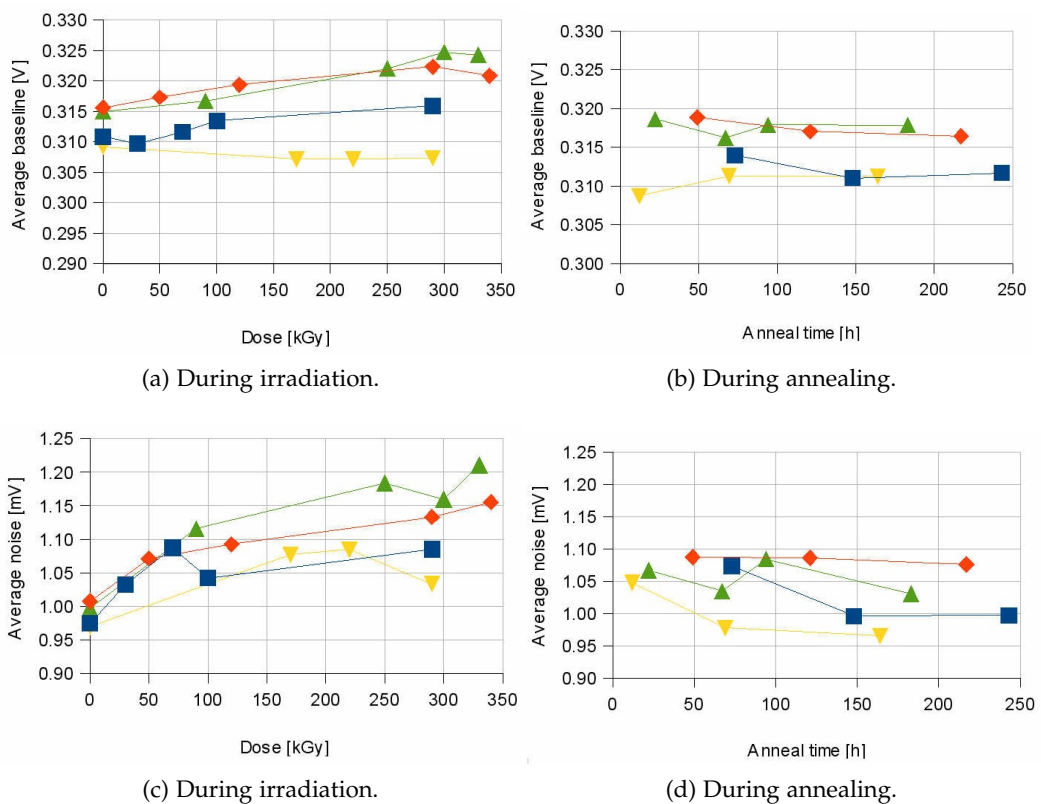 Average baseline [V]
0.330
0.325
0.320
0.315
0.310
0.305
0.300
0.295
0.290
0 50 100 150 200 250 300 350
Dose [kGy]
(a) During irradiation.
Average baseline [V]
0.330
0.325
0.320
0.315
0.310
0.305
0.300
0 50 100 150 200 250
Anneal time [h]
(b) During annealing.
Average noise [mV]
1.25
1.20
1.15
1.10
1.05
1.00
0.95
0.90
0 50 100 150 200 250 300 350
Dose [kGy]
(c) During irradiation.
Average noise [mV]
1.25
1.20
1.15
1.10
1.05
1.00
0.95
0.90
0 50 100 150 200 250
Anneal time [h]
(d) During annealing.